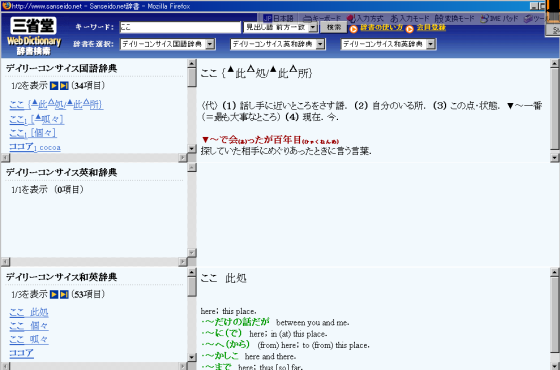 http://www.sanseido.net - Sanseido.net辞書 - Mozilla Firefox
日本語 キーボード 入力方式 あ入力モード 般変換モード IME パッド
三省堂
Web Dictionary
辞書検索
キーワード: ここ 見出し語 前方一致 検索 辞書の使い方 会員登録
辞書を選択: デイリーコンサイス国語辞典 デイリーコンサイス英和辞典 デイリーコンサイス和英辞典
デイリーコンサイス国語辞典
1/2を表示 (34項目)
ここ {▲此△処/▲此△所}
ここ [▲呱々]
ココ [個々]
ココア cocoa
ここ {▲此△処/▲此△所}
〈代〉 (1) 話し手に近いところをさす語. (2) 自分のいる所. (3) この点・状態. ▼～一番
(＝最も大事なところ) (4) 現在. 今.
▼～で会(あ)ったが百年目(ひゃくねんめ)
探していた相手にめぐりあったときに言う言葉.
デイリーコンサイス英和辞典
1/1を表示 (0項目)
デイリーコンサイス和英辞典
1/3を表示 (53項目)
ここ 此処
ここ 個々
ここ 呱々
ココア
ここ 此処
here; this place.
・～だけの話だが between you and me.
・～に(で) here; in (at) this place.
・～へ(から) (from) here; to (from) this place.
・～かしこ here and there.
・～まで here; thus [so] far.